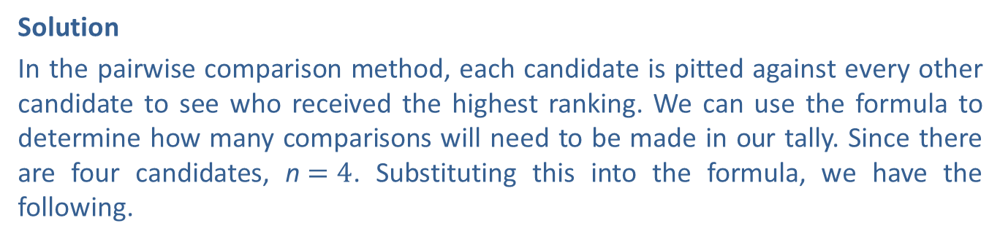 Solution
In the pairwise comparison method, each candidate is pitted against every other
candidate to see who received the highest ranking. We can use the formula to
determine how many comparisons will need to be made in our tally. Since there
are four candidates, n = 4. Substituting this into the formula, we have the
following.